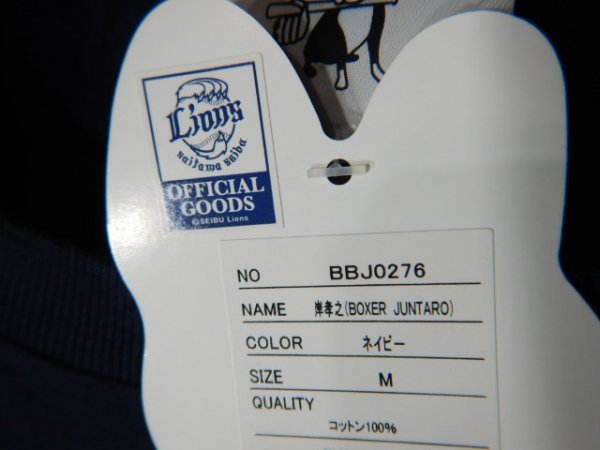 Lions
saitama seibu
OFFICIAL
GOODS
©SEIBU Lions
NO BBJ0276
NAME 岸孝之(BOXER JUNTARO)
COLOR ネイビー
SIZE M
QUALITY
コットン100%